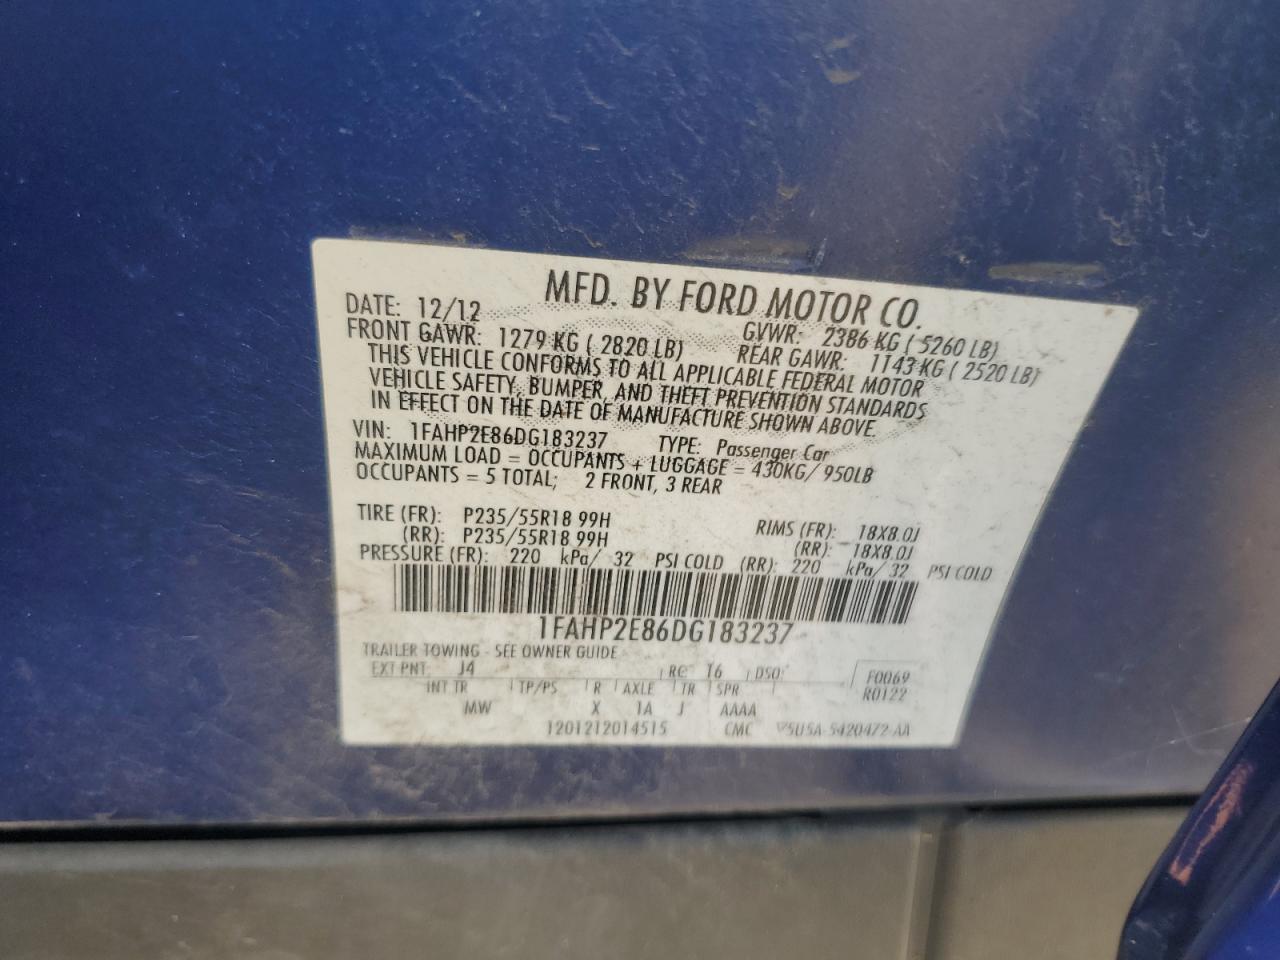 MFD. BY FORD MOTOR CO.
DATE: 12/12 GVWR: 2386 KG ( 5260 LB)
FRONT GAWR: 1279 KG ( 2820 LB) REAR GAWR: 1143 KG ( 2520 LB)
THIS VEHICLE CONFORMS TO ALL APPLICABLE FEDERAL MOTOR
VEHICLE SAFETY, BUMPER, AND THEFT PREVENTION STANDARDS
IN EFFECT ON THE DATE OF MANUFACTURE SHOWN ABOVE.
VIN: 1FAHP2E86DG183237 TYPE: Passenger Car
MAXIMUM LOAD = OCCUPANTS + LUGGAGE = 430KG/ 950LB
OCCUPANTS = 5 TOTAL; 2 FRONT, 3 REAR
TIRE (FR): P235/55R18 99H RIMS (FR): 18X8.0J
(RR): P235/55R18 99H (RR): 18X8.0J
PRESSURE (FR): 220 kPa/ 32 PSI COLD (RR): 220 kPa/ 32 PSI COLD
1FAHP2E86DG183237
TRAILER TOWING - SEE OWNER GUIDE
EXT PNT: J4 RC: 16 DSO: F0069
R0122
INT TR TP/PS R AXLE TR SPR
MW X 1A J AAAA
1201212014515 CMC 5U5A-5420472-AA